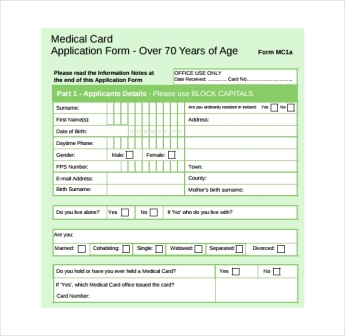 Medical Card
Application Form - Over 70 Years of Age Form MC1a
Please read the Information Notes at
the end of this Application Form
OFFICE USE ONLY
Date Received: Card No.
Part 1 - Applicants Details - Please use BLOCK CAPITALS
Surname: Are you ordinarily resident in Ireland: Yes No
First Name(s): Address:
Date of Birth:
Daytime Phone:
Gender: Male: Female:
PPS Number: Town:
E-mail Address: County:
Birth Surname: Mother's birth surname:
Do you live alone? Yes No If 'No' who do you live with?
Are you:
Married: Cohabiting: Single: Widowed: Separated: Divorced:
Do you hold or have you ever held a Medical Card? Yes No
If 'Yes', which Medical Card office issued the card?
Card Number: